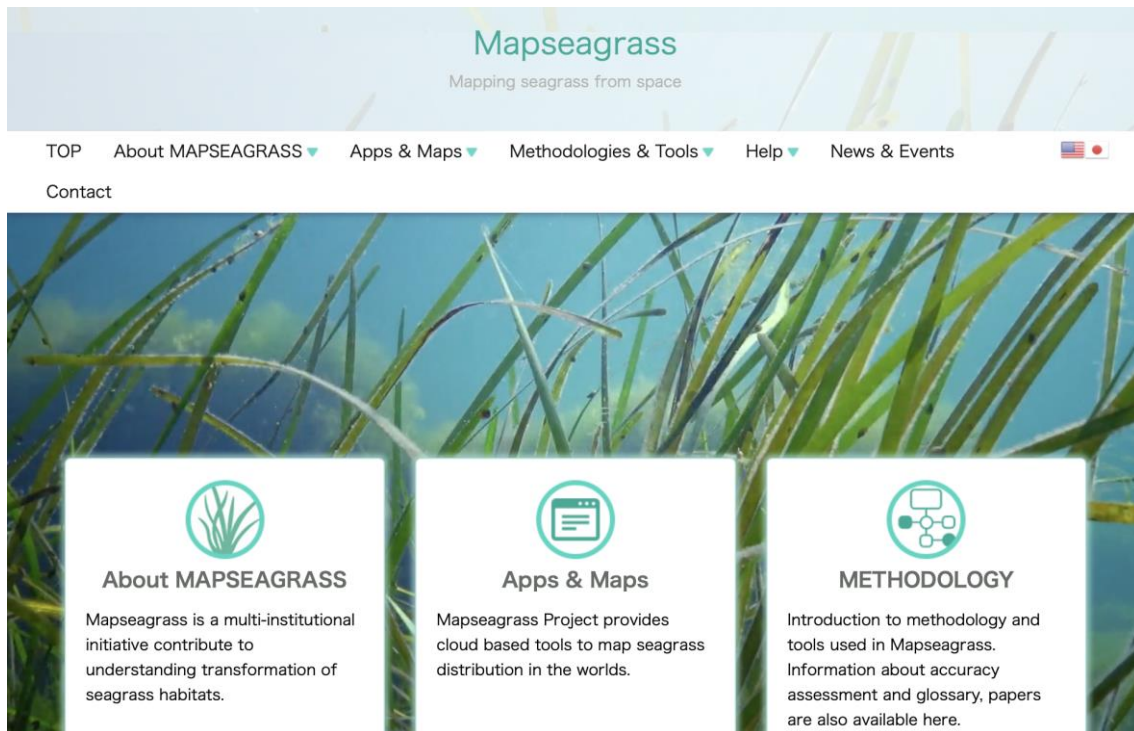 Mapseagrass
Mapping seagrass from space
TOP About MAPSEAGRASS ▼ Apps & Maps ▼ Methodologies & Tools ▼ Help ▼ News & Events
Contact
About MAPSEAGRASS
Mapseagrass is a multi-institutional
initiative contribute to
understanding transformation of
seagrass habitats.
Apps & Maps
Mapseagrass Project provides
cloud based tools to map seagrass
distribution in the worlds.
METHODOLOGY
Introduction to methodology and
tools used in Mapseagrass.
Information about accuracy
assessment and glossary, papers
are also available here.